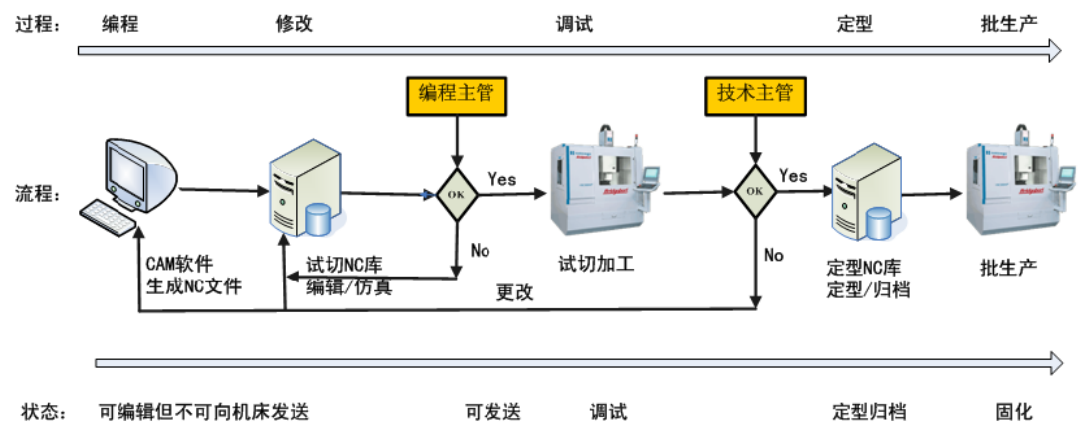 过程： 编程 修改 调试 定型 批生产
编程主管 技术主管
流程： OK Yes OK Yes
No No
CAM软件
生成NC文件
试切NC库
编辑/仿真
试切加工
定型NC库
定型/归档
批生产
更改
状态： 可编辑但不可向机床发送 可发送 调试 定型归档 固化